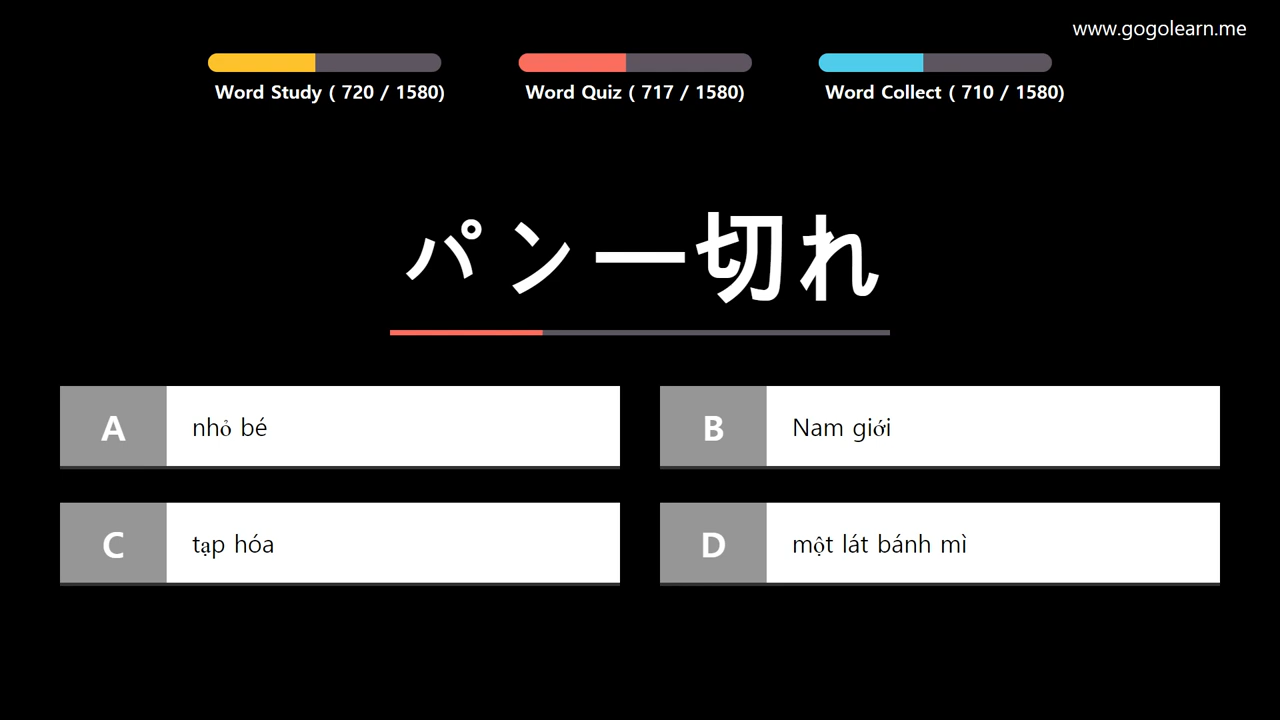 www.gogolearn.me
Word Study ( 720 / 1580)
Word Quiz ( 717 / 1580)
Word Collect ( 710 / 1580)
パン一切れ
A nhỏ bé
B Nam giới
C tạp hóa
D một lát bánh mì